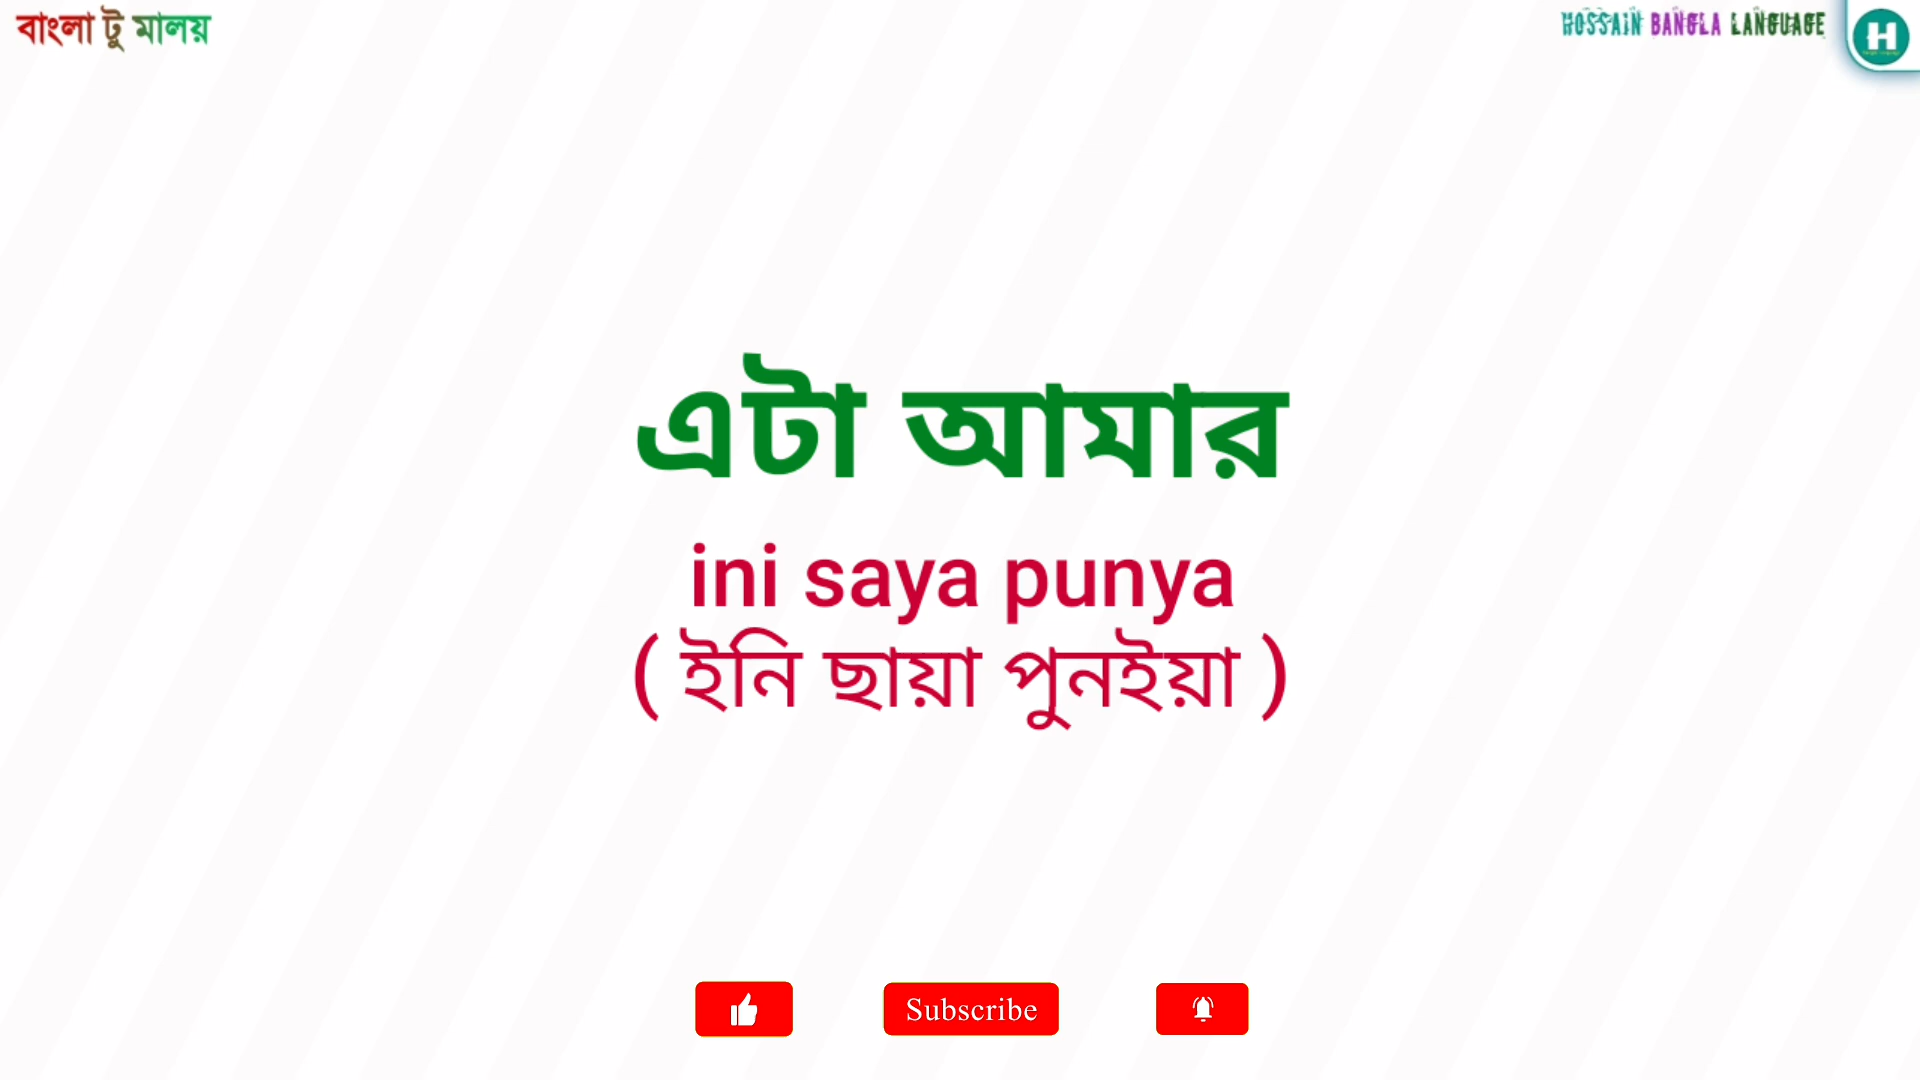 বাংলা টু মালয়
HOSSAIN BANGLA LANGUAGE
H
এটা আমার
ini saya punya
( ইনি ছায়া পুনইয়া )
Subscribe